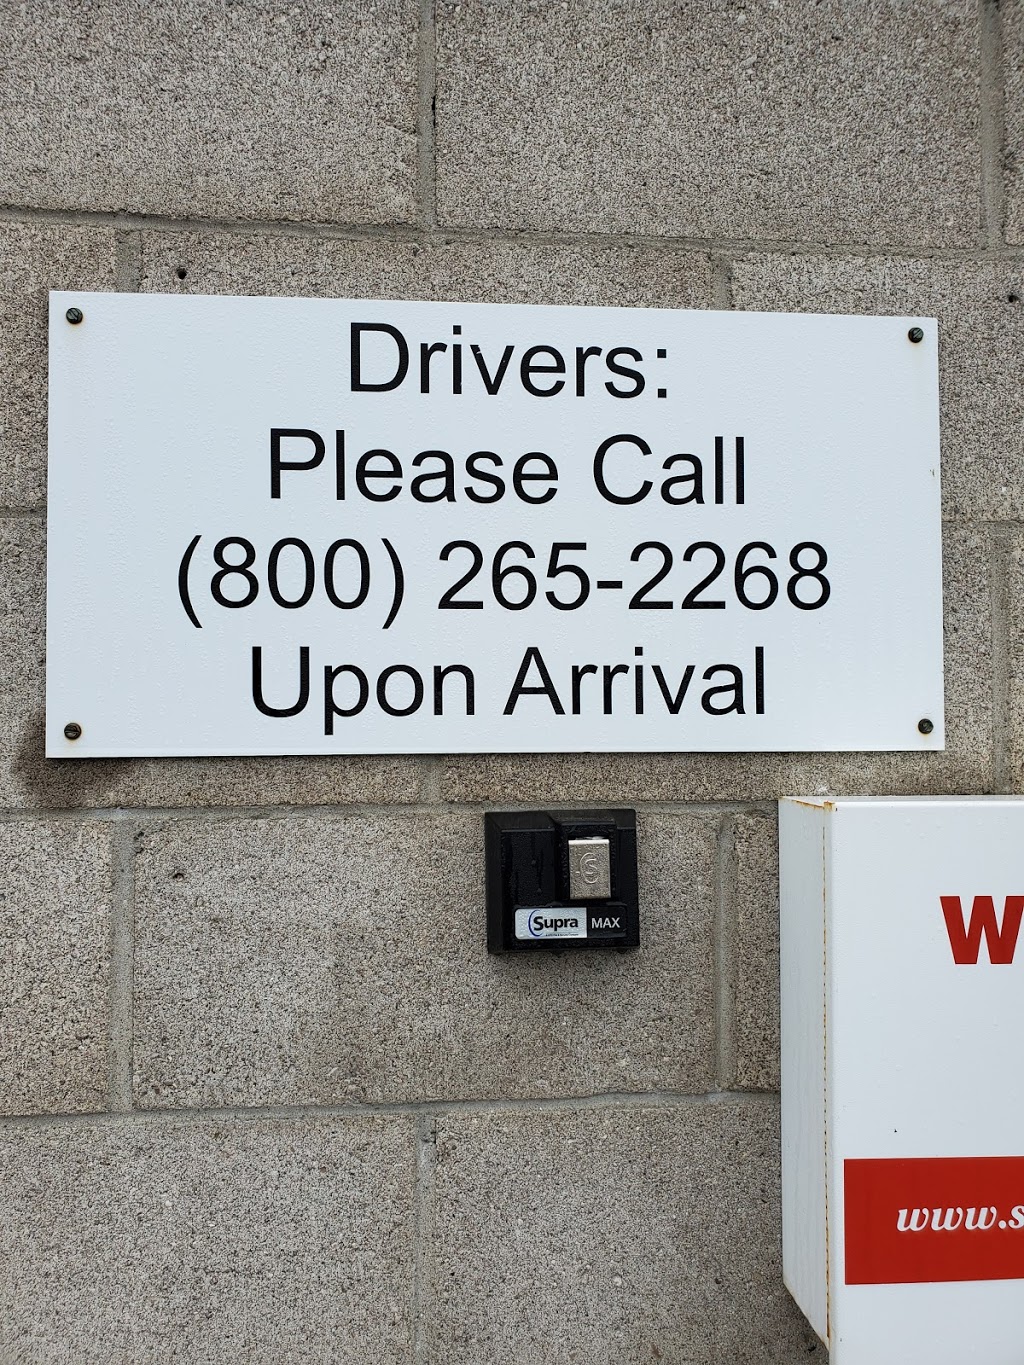 Drivers:
Please Call
(800) 265-2268
Upon Arrival
Supra MAX
W
www.s